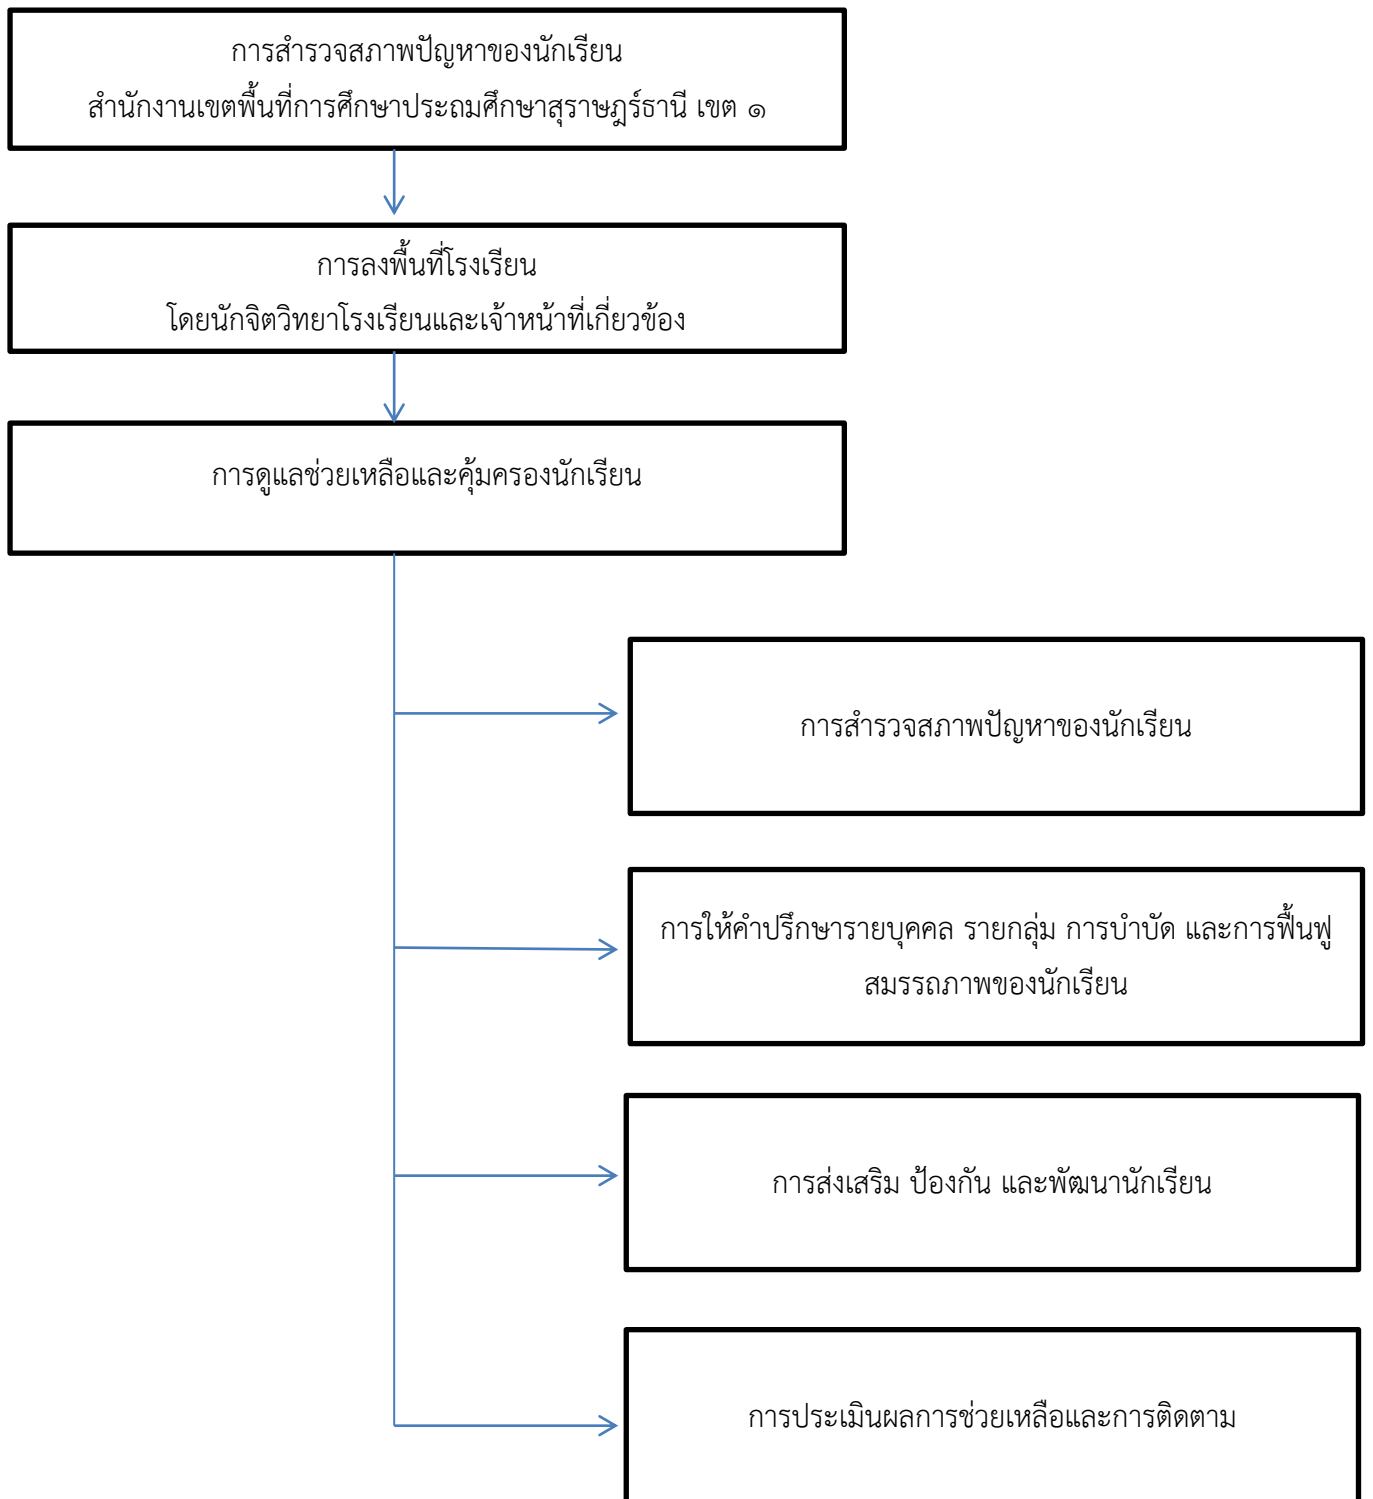 การสำรวจสภาพปัญหาของนักเรียน
สำนักงานเขตพื้นที่การศึกษาประถมศึกษาสุราษฎร์ธานี เขต ๑
การลงพื้นที่โรงเรียน
โดยนักจิตวิทยาโรงเรียนและเจ้าหน้าที่เกี่ยวข้อง
การดูแลช่วยเหลือและคุ้มครองนักเรียน
การสำรวจสภาพปัญหาของนักเรียน
การให้คำปรึกษารายบุคคล รายกลุ่ม การบำบัด และการฟื้นฟู
สมรรถภาพของนักเรียน
การส่งเสริม ป้องกัน และพัฒนานักเรียน
การประเมินผลการช่วยเหลือและการติดตาม